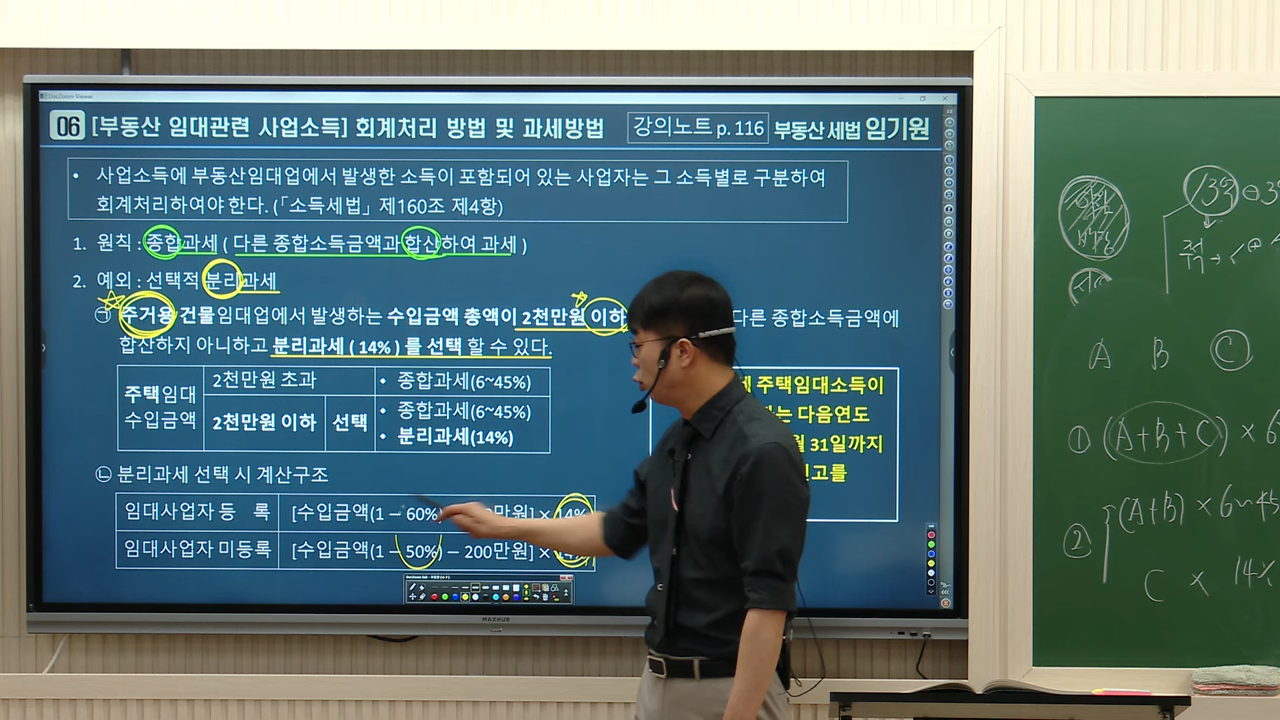 DocZoom Viewer
06 [부동산 임대관련 사업소득] 회계처리 방법 및 과세방법
강의노트 p. 116
부동산 세법 임기원
• 사업소득에 부동산임대업에서 발생한 소득이 포함되어 있는 사업자는 그 소득별로 구분하여
회계처리하여야 한다. (「소득세법」 제160조 제4항)
1. 원칙 : 종합과세 ( 다른 종합소득금액과 합산하여 과세 )
2. 예외 : 선택적 분리과세
㉠ 주거용 건물임대업에서 발생하는 수입금액 총액이 2천만원 이하 다른 종합소득금액에
합산하지 아니하고 분리과세 ( 14% ) 를 선택 할 수 있다.
주택임대
수입금액
2천만원 초과
• 종합과세(6~45%)
2천만원 이하
선택
• 종합과세(6~45%)
• 분리과세(14%)
주택임대소득이
는 다음연도
월 31일까지
고를
㉡ 분리과세 선택 시 계산구조
임대사업자 등 록
[수입금액(1 – 60%) 만원] × 14%
임대사업자 미등록
[수입금액(1 – 50%) – 200만원] × 14%
MAXHUB
A B C
① (A+B+C) × 6
② (A+B) × 6~45
C × 14%